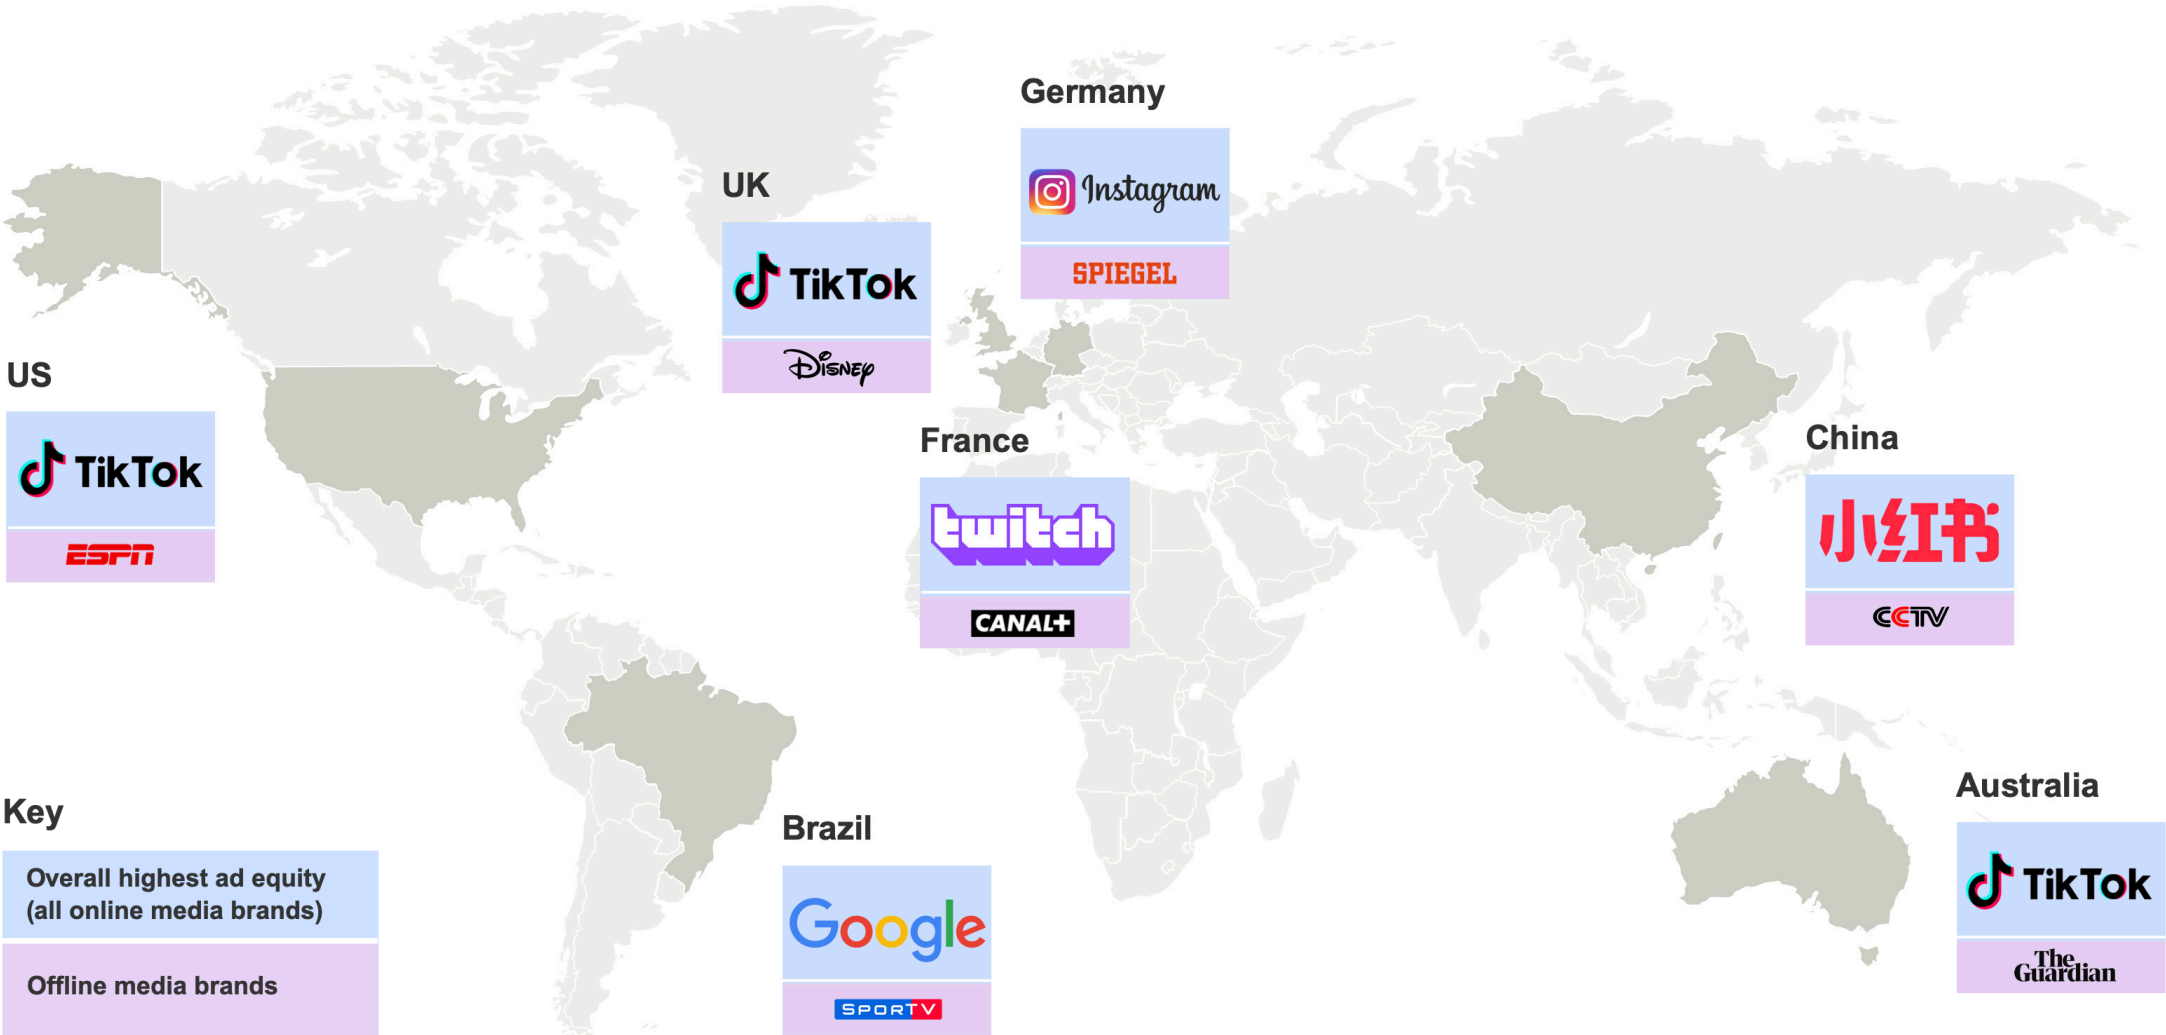 Germany
Instagram
SPIEGEL
UK
TikTok
Disney
US
TikTok
ESPN
France
twitch
CANAL+
China
小红书
CCTV
Australia
TikTok
The
Guardian
Brazil
Google
SPORTV
Key
Overall highest ad equity
(all online media brands)
Offline media brands